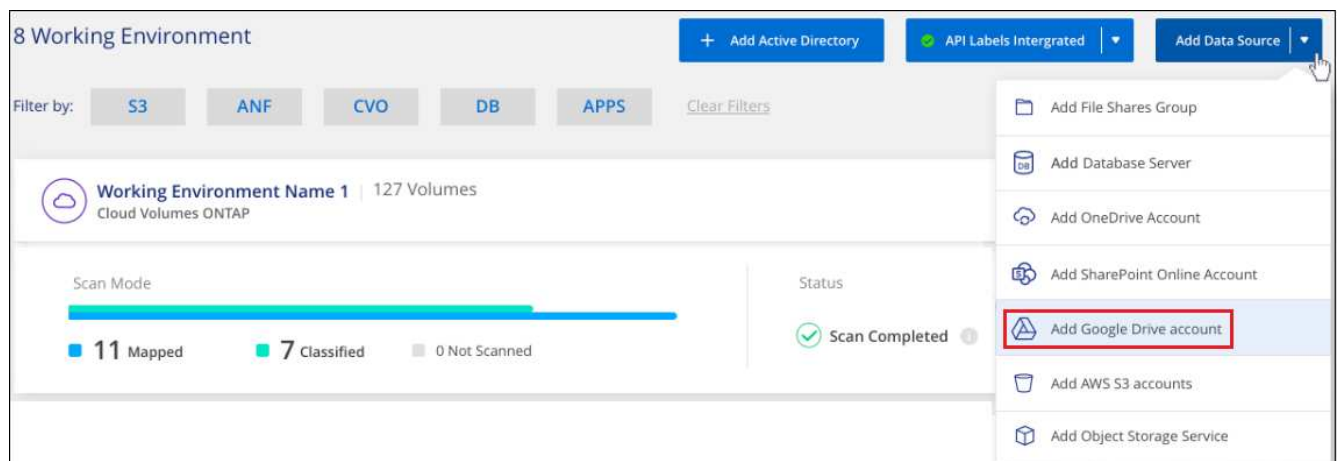 8 Working Environment
+ Add Active Directory
API Labels Intergrated
Add Data Source
Filter by: S3 ANF CVO DB APPS Clear Filters
Add File Shares Group
DB Add Database Server
Working Environment Name 1 | 127 Volumes
Cloud Volumes ONTAP
Add OneDrive Account
S Add SharePoint Online Account
Scan Mode
Status
Add Google Drive account
11 Mapped 7 Classified 0 Not Scanned
Scan Completed
Add AWS S3 accounts
Add Object Storage Service